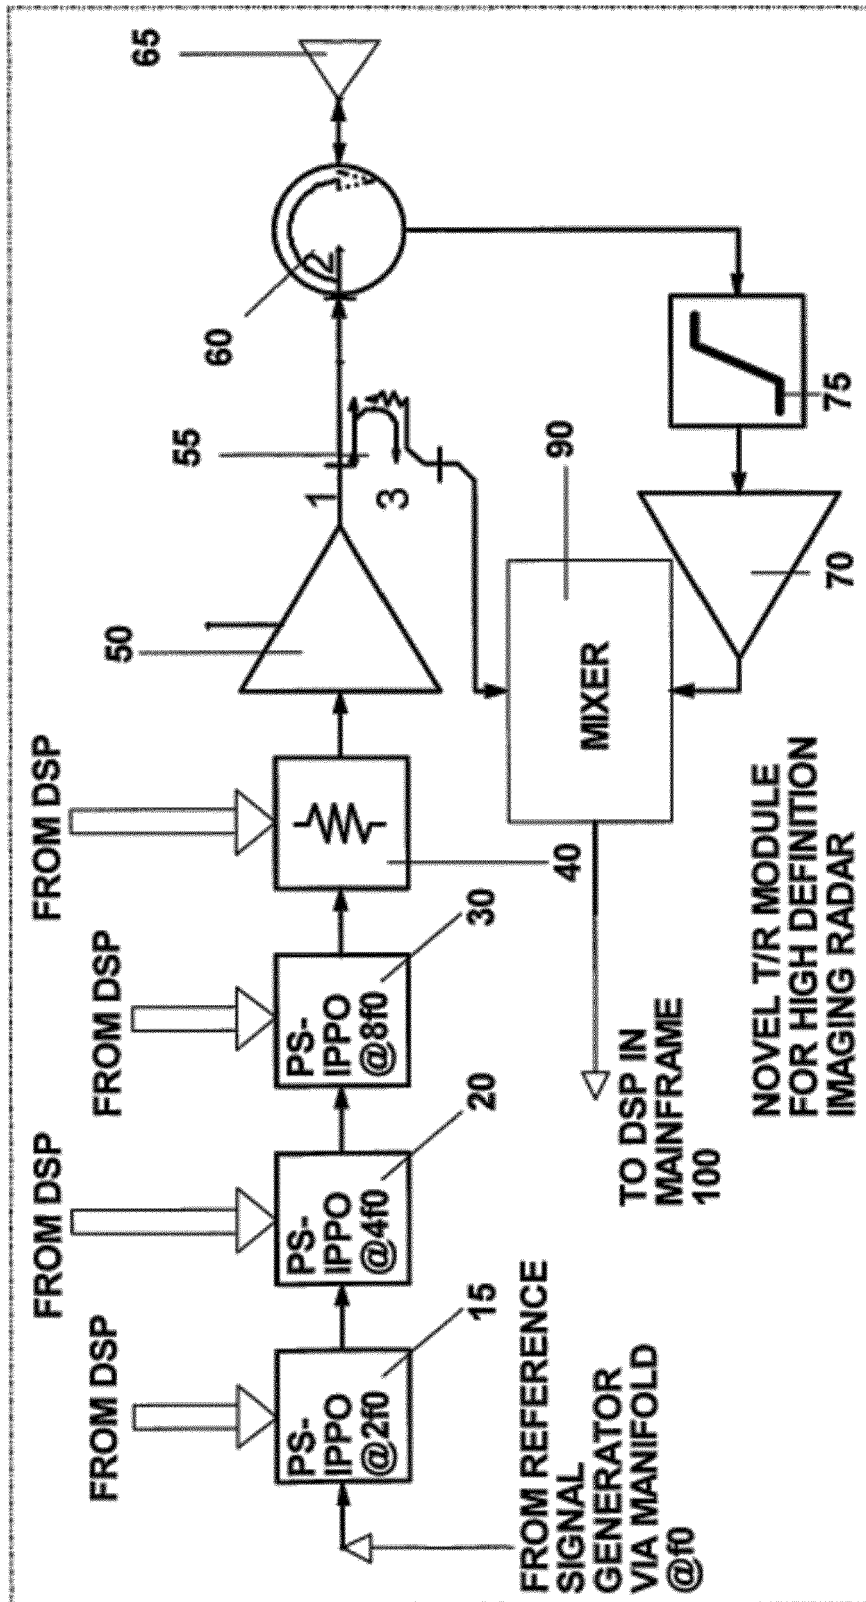 FROM DSP
FROM DSP
FROM DSP
FROM DSP
50
60
65
PS-
IPPO
@2f0
PS-
IPPO
@4f0
PS-
IPPO
@8f0
1
2
55
3
15
20
30
40
90
FROM REFERENCE
SIGNAL
GENERATOR
VIA MANIFOLD
@f0
TO DSP IN
MAINFRAME
100
MIXER
70
75
NOVEL T/R MODULE
FOR HIGH DEFINITION
IMAGING RADAR